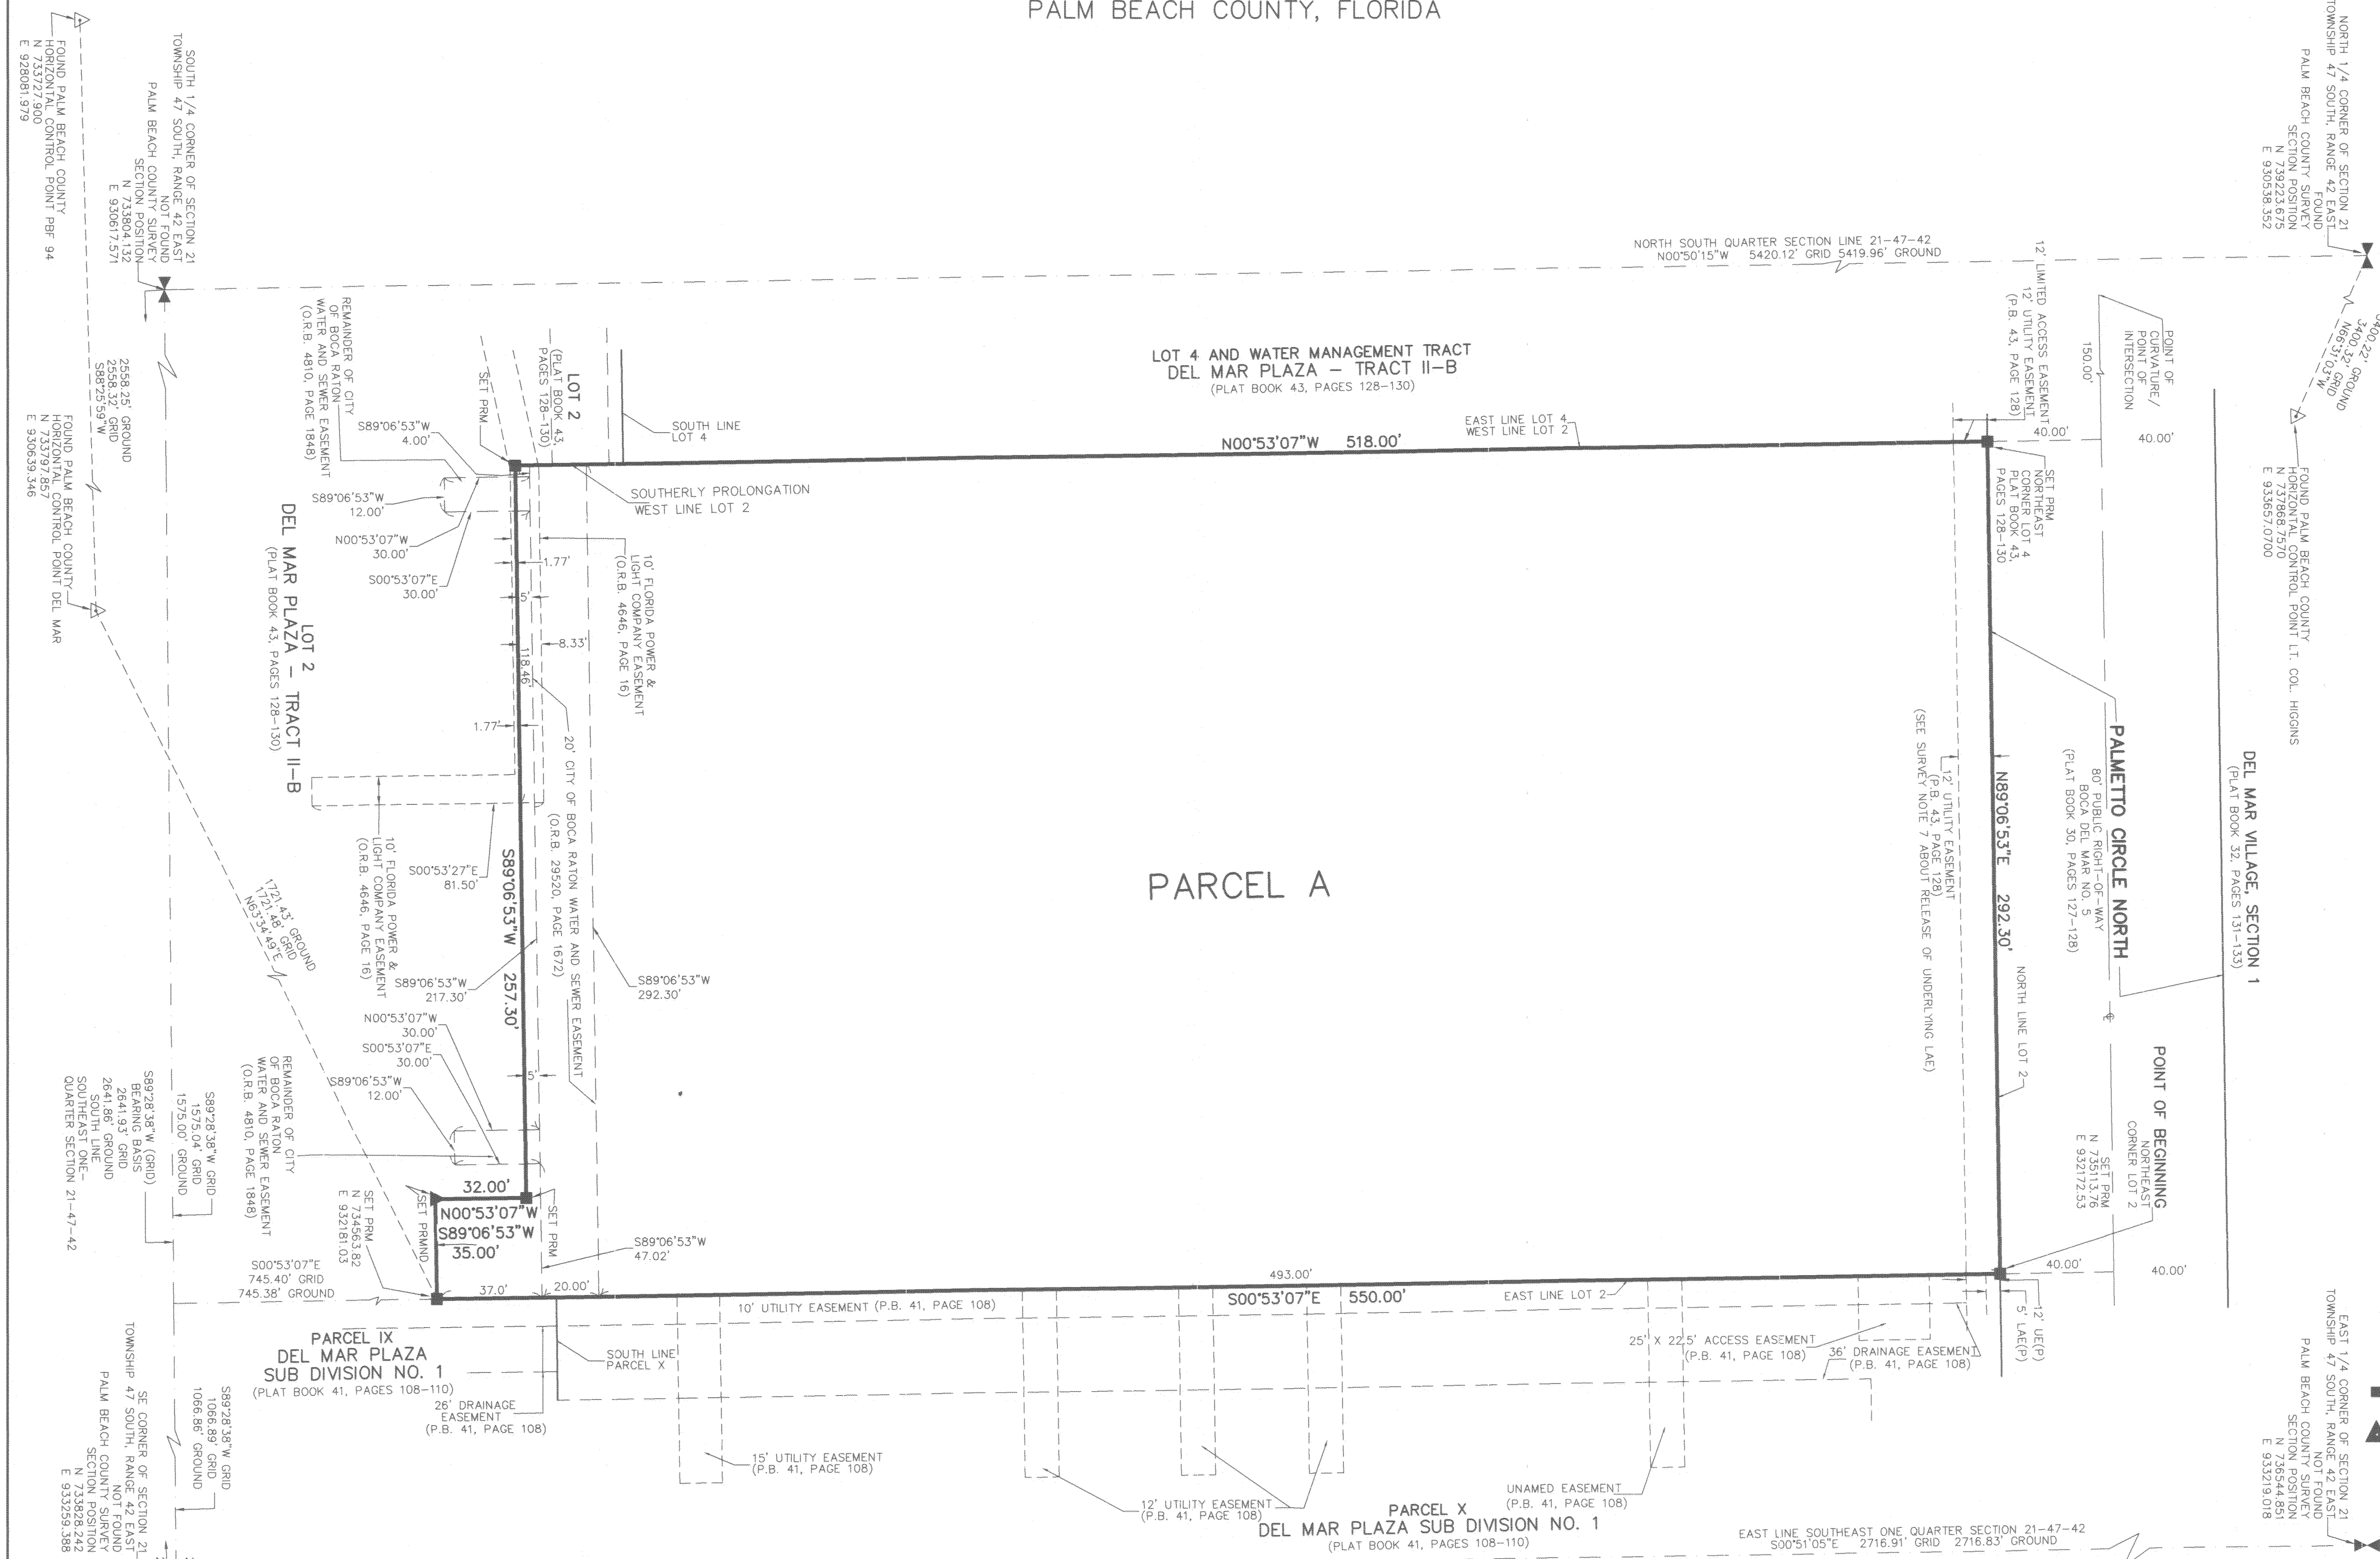 PALM BEACH COUNTY, FLORIDA
FOUND PALM BEACH COUNTY
HORIZONTAL CONTROL POINT PBF 94
N 733727.900
E 928081.979
SOUTH 1/4 CORNER OF SECTION 21
TOWNSHIP 47 SOUTH, RANGE 42 EAST
NOT FOUND
PALM BEACH COUNTY SURVEY
SECTION POSITION
N 733804.132
E 930617.571
NORTH 1/4 CORNER OF SECTION 21
TOWNSHIP 47 SOUTH, RANGE 42 EAST
FOUND
PALM BEACH COUNTY SURVEY
SECTION POSITION
N 739223.675
E 930538.352
NORTH SOUTH QUARTER SECTION LINE 21-47-42
N00°50'15"W 5420.12' GRID 5419.96' GROUND
3400.22' GROUND
3400.32' GRID
N66°31'03"W
2558.25' GROUND
2558.32' GRID
S88°25'59"W
FOUND PALM BEACH COUNTY
HORIZONTAL CONTROL POINT DEL MAR
N 733797.857
E 930639.346
REMAINDER OF CITY
OF BOCA RATON
WATER AND SEWER EASEMENT
(O.R.B. 4810, PAGE 1848)
SET PRM
LOT 2
(PLAT BOOK 43,
PAGES 128-130)
SOUTH LINE
LOT 4
LOT 4 AND WATER MANAGEMENT TRACT
DEL MAR PLAZA - TRACT II-B
(PLAT BOOK 43, PAGES 128-130)
12' LIMITED ACCESS EASEMENT
12' UTILITY EASEMENT
(P.B. 43, PAGE 128)
POINT OF
CURVATURE/
POINT OF
INTERSECTION
150.00'
40.00'
40.00'
FOUND PALM BEACH COUNTY
HORIZONTAL CONTROL POINT LT. COL. HIGGINS
N 737868.7570
E 933657.0700
N00°53'07"W 518.00'
EAST LINE LOT 4
WEST LINE LOT 2
SET PRM
NORTHEAST
CORNER LOT 4
PLAT BOOK 43,
PAGES 128-130
S89°06'53"W
4.00'
S89°06'53"W
12.00'
N00°53'07"W
30.00'
S00°53'07"E
30.00'
SOUTHERLY PROLONGATION
WEST LINE LOT 2
1.77'
5'
8.33'
118.46'
1.77'
10' FLORIDA POWER &
LIGHT COMPANY EASEMENT
(O.R.B. 4646, PAGE 16)
LOT 2
DEL MAR PLAZA - TRACT II-B
(PLAT BOOK 43, PAGES 128-130)
20' CITY OF BOCA RATON WATER AND SEWER EASEMENT
(O.R.B. 29520, PAGE 1672)
10' FLORIDA POWER &
LIGHT COMPANY EASEMENT
(O.R.B. 4646, PAGE 16)
S00°53'27"E
81.50'
S89°06'53"W 257.30'
S89°06'53"W
217.30'
S89°06'53"W
292.30'
PARCEL A
12' UTILITY EASEMENT
(P.B. 43, PAGE 128)
(SEE SURVEY NOTE 7 ABOUT RELEASE OF UNDERLYING LAE)
N89°06'53"E 292.30'
NORTH LINE LOT 2
PALMETTO CIRCLE NORTH
80' PUBLIC RIGHT-OF-WAY
BOCA DEL MAR NO. 5
(PLAT BOOK 30, PAGES 127-128)
DEL MAR VILLAGE, SECTION 1
(PLAT BOOK 32, PAGES 131-133)
POINT OF BEGINNING
NORTHEAST
CORNER LOT 2
SET PRM
N 735113.76
E 932172.53
1721.43' GROUND
1721.48' GRID
N63°34'49"E
N00°53'07"W
30.00'
S00°53'07"E
30.00'
S89°06'53"W
12.00'
5'
REMAINDER OF CITY
OF BOCA RATON
WATER AND SEWER EASEMENT
(O.R.B. 4810, PAGE 1848)
S89°28'38"W GRID
1575.04' GRID
1575.00' GROUND
S89°28'38"W (GRID)
BEARING BASIS
2641.93' GRID
2641.86' GROUND
SOUTH LINE
SOUTHEAST ONE-
QUARTER SECTION 21-47-42
SET PRM
N 734563.82
E 932181.03
SET PRMND
32.00'
N00°53'07"W
S89°06'53"W
35.00'
SET PRM
S89°06'53"W
47.02'
S00°53'07"E
745.40' GRID
745.38' GROUND
37.0'
20.00'
493.00'
10' UTILITY EASEMENT (P.B. 41, PAGE 108)
S00°53'07"E 550.00'
EAST LINE LOT 2
40.00'
40.00'
12' UE(P)
5' LAE(P)
PARCEL IX
DEL MAR PLAZA
SUB DIVISION NO. 1
(PLAT BOOK 41, PAGES 108-110)
SOUTH LINE
PARCEL X
26' DRAINAGE
EASEMENT
(P.B. 41, PAGE 108)
25' X 22.5' ACCESS EASEMENT
(P.B. 41, PAGE 108)
36' DRAINAGE EASEMENT
(P.B. 41, PAGE 108)
15' UTILITY EASEMENT
(P.B. 41, PAGE 108)
12' UTILITY EASEMENT
(P.B. 41, PAGE 108)
UNAMED EASEMENT
(P.B. 41, PAGE 108)
PARCEL X
DEL MAR PLAZA SUB DIVISION NO. 1
(PLAT BOOK 41, PAGES 108-110)
S89°28'38"W GRID
1066.89' GRID
1066.86' GROUND
SE CORNER OF SECTION 21
TOWNSHIP 47 SOUTH, RANGE 42 EAST
NOT FOUND
PALM BEACH COUNTY SURVEY
SECTION POSITION
N 733828.242
E 933259.388
EAST LINE SOUTHEAST ONE QUARTER SECTION 21-47-42
S00°51'05"E 2716.91' GRID 2716.83' GROUND
EAST 1/4 CORNER OF SECTION 21
TOWNSHIP 47 SOUTH, RANGE 42 EAST
NOT FOUND
PALM BEACH COUNTY SURVEY
SECTION POSITION
N 736544.851
E 933219.018